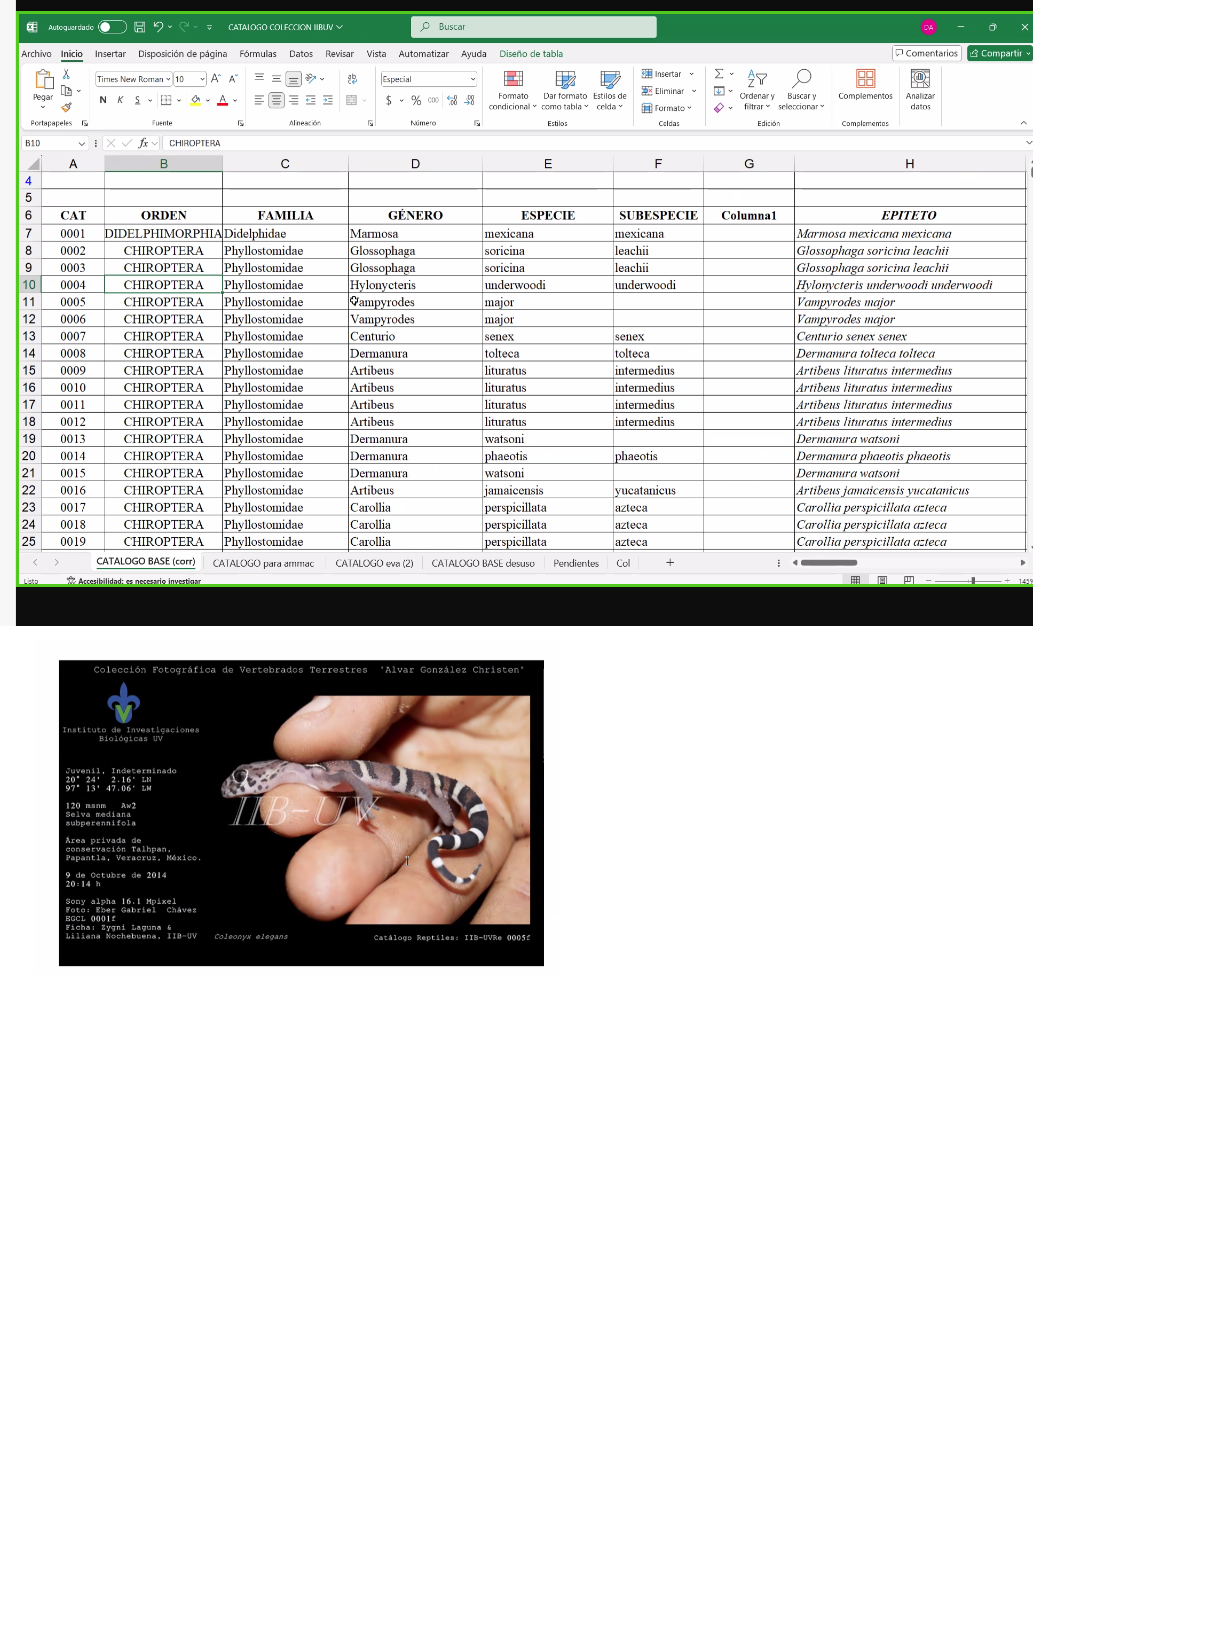 Autoguardado
CATALOGO COLECCION IIBUV
Buscar
DA
Archivo Inicio Insertar Disposición de página Fórmulas Datos Revisar Vista Automatizar Ayuda Diseño de tabla
Comentarios Compartir
Pegar
Times New Roman 10
Especial
N K S
$ % 000
Formato condicional
Dar formato como tabla
Estilos de celda
Insertar
Eliminar
Formato
Ordenar y filtrar
Buscar y seleccionar
Complementos
Analizar datos
Portapapeles Fuente Alineación Número Estilos Celdas Edición Complementos
B10 fx CHIROPTERA
A B C D E F G H
4
5
6 CAT ORDEN FAMILIA GÉNERO ESPECIE SUBESPECIE Columna1 EPITETO
7 0001 DIDELPHIMORPHIA Didelphidae Marmosa mexicana mexicana Marmosa mexicana mexicana
8 0002 CHIROPTERA Phyllostomidae Glossophaga soricina leachii Glossophaga soricina leachii
9 0003 CHIROPTERA Phyllostomidae Glossophaga soricina leachii Glossophaga soricina leachii
10 0004 CHIROPTERA Phyllostomidae Hylonycteris underwoodi underwoodi Hylonycteris underwoodi underwoodi
11 0005 CHIROPTERA Phyllostomidae Vampyrodes major Vampyrodes major
12 0006 CHIROPTERA Phyllostomidae Vampyrodes major Vampyrodes major
13 0007 CHIROPTERA Phyllostomidae Centurio senex senex Centurio senex senex
14 0008 CHIROPTERA Phyllostomidae Dermanura tolteca tolteca Dermanura tolteca tolteca
15 0009 CHIROPTERA Phyllostomidae Artibeus lituratus intermedius Artibeus lituratus intermedius
16 0010 CHIROPTERA Phyllostomidae Artibeus lituratus intermedius Artibeus lituratus intermedius
17 0011 CHIROPTERA Phyllostomidae Artibeus lituratus intermedius Artibeus lituratus intermedius
18 0012 CHIROPTERA Phyllostomidae Artibeus lituratus intermedius Artibeus lituratus intermedius
19 0013 CHIROPTERA Phyllostomidae Dermanura watsoni Dermanura watsoni
20 0014 CHIROPTERA Phyllostomidae Dermanura phaeotis phaeotis Dermanura phaeotis phaeotis
21 0015 CHIROPTERA Phyllostomidae Dermanura watsoni Dermanura watsoni
22 0016 CHIROPTERA Phyllostomidae Artibeus jamaicensis yucatanicus Artibeus jamaicensis yucatanicus
23 0017 CHIROPTERA Phyllostomidae Carollia perspicillata azteca Carollia perspicillata azteca
24 0018 CHIROPTERA Phyllostomidae Carollia perspicillata azteca Carollia perspicillata azteca
25 0019 CHIROPTERA Phyllostomidae Carollia perspicillata azteca Carollia perspicillata azteca
CATALOGO BASE (corr) CATALOGO para ammac CATALOGO eva (2) CATALOGO BASE desuso Pendientes Col
Listo Accesibilidad: es necesario investigar
Colección Fotográfica de Vertebrados Terrestres 'Alvar González Christen'
Instituto de Investigaciones
Biológicas UV
Juvenil, Indeterminado
20° 24' 2.16' LN
97° 13' 47.06' LW
120 msnm Aw2
Selva mediana
subperennifola
Área privada de
conservación Talhpan,
Papantla, Veracruz, México.
9 de Octubre de 2014
20:14 h
Sony alpha 16.1 Mpixel
Foto: Eber Gabriel Chávez
EGCL 0001f
Ficha: Zygni Laguna &
Liliana Nochebuena, IIB-UV
IIB-UV
Coleonyx elegans
Catálogo Reptiles: IIB-UVRe 0005f